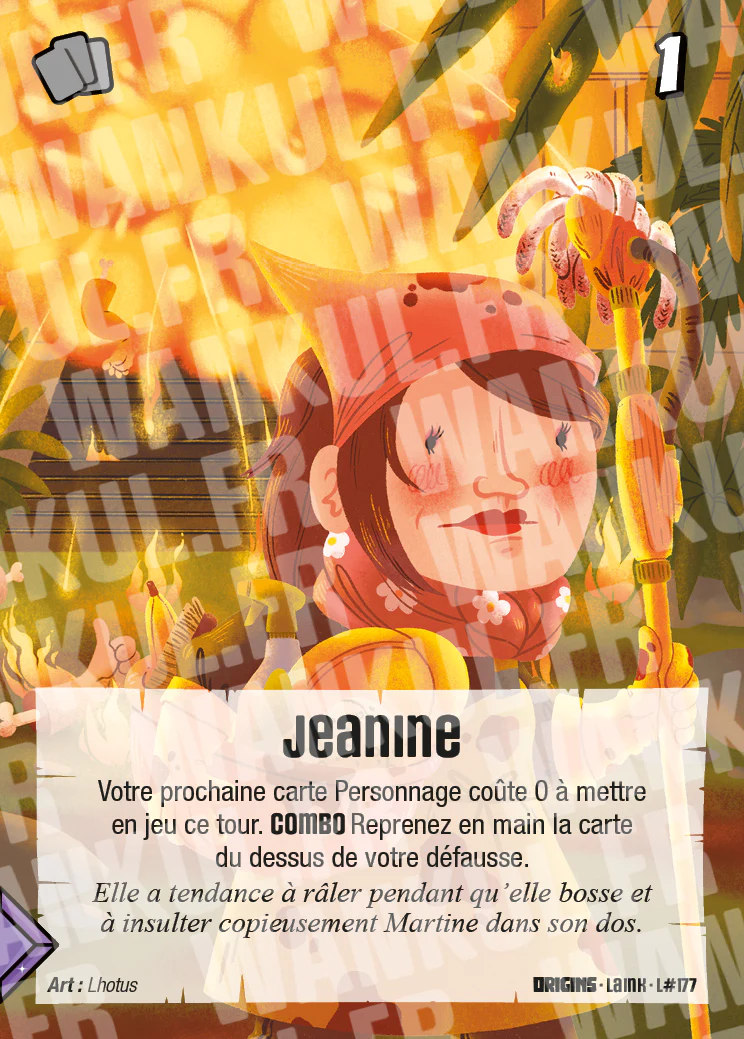 1
Jeanine
Votre prochaine carte Personnage coûte 0 à mettre
en jeu ce tour. COMBO Reprenez en main la carte
du dessus de votre défausse.
Elle a tendance à râler pendant qu'elle bosse et
à insulter copieusement Martine dans son dos.
Art : Lhotus
ORIGINS · Laink · L#177
WANKUL.FR